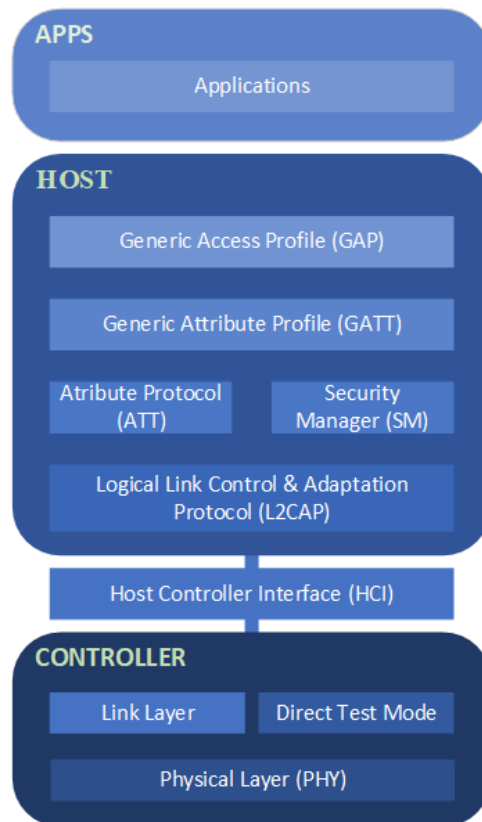 APPS
Applications
HOST
Generic Access Profile (GAP)
Generic Attribute Profile (GATT)
Atribute Protocol
(ATT)
Security
Manager (SM)
Logical Link Control & Adaptation
Protocol (L2CAP)
Host Controller Interface (HCI)
CONTROLLER
Link Layer
Direct Test Mode
Physical Layer (PHY)